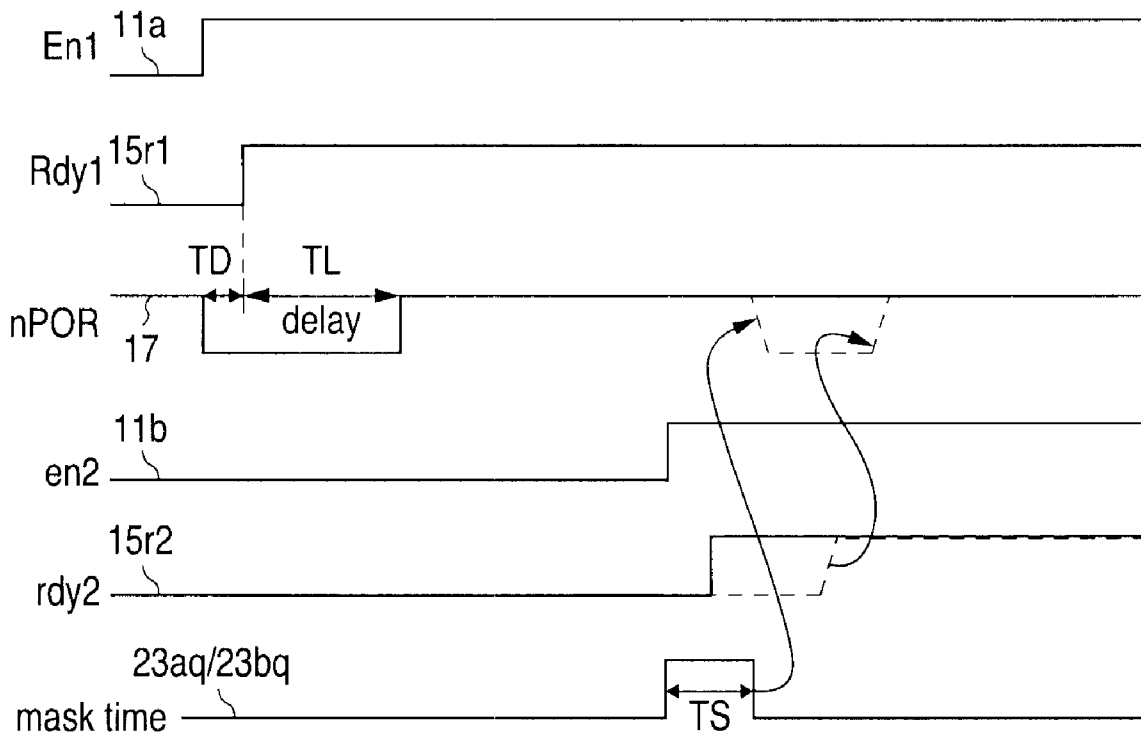 En1 11a
Rdy1 15r1
TD TL
nPOR 17 delay
11b
en2
15r2
rdy2
23aq/23bq
mask time TS